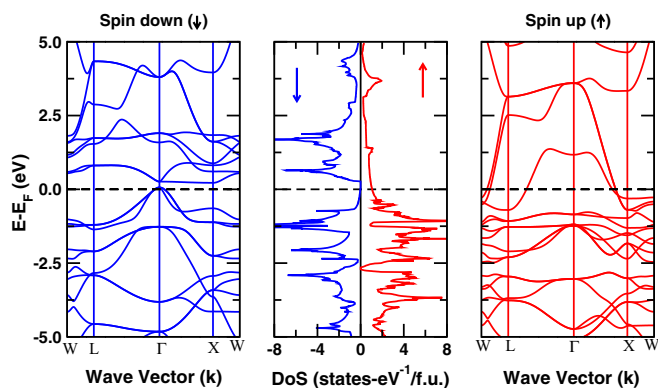 Spin down (↓)
Spin up (↑)
5.0
2.5
0.0
-2.5
-5.0
E-E_F (eV)
W L Γ X W
-8 -4 0 4 8
W L Γ X W
Wave Vector (k)
DoS (states-eV⁻¹/f.u.)
Wave Vector (k)